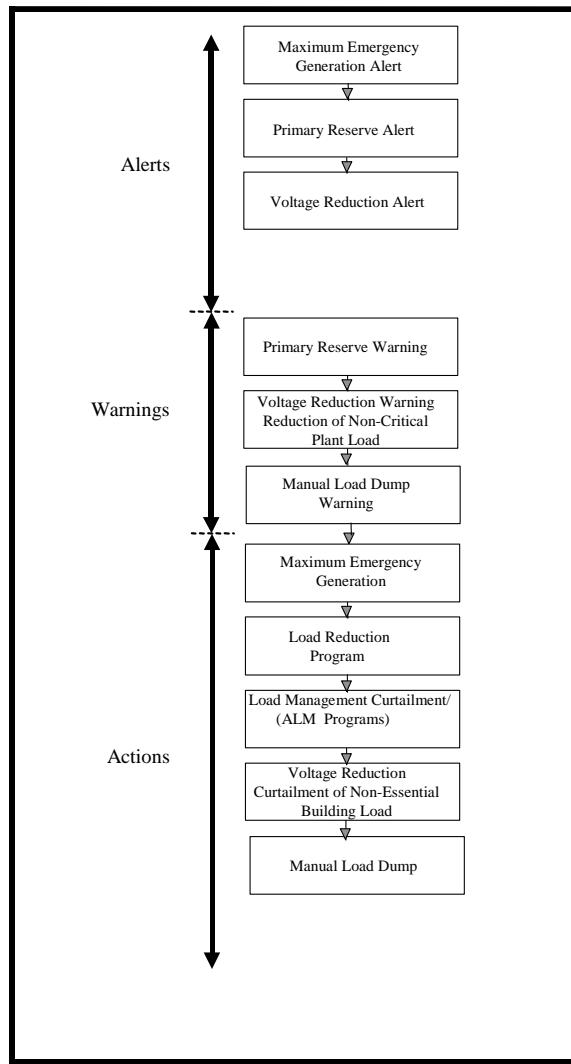 Maximum Emergency
Generation Alert
Primary Reserve Alert
Alerts
Voltage Reduction Alert
Primary Reserve Warning
Warnings
Voltage Reduction Warning
Reduction of Non-Critical
Plant Load
Manual Load Dump
Warning
Maximum Emergency
Generation
Load Reduction
Program
Load Management Curtailment/
(ALM Programs)
Actions
Voltage Reduction
Curtailment of Non-Essential
Building Load
Manual Load Dump